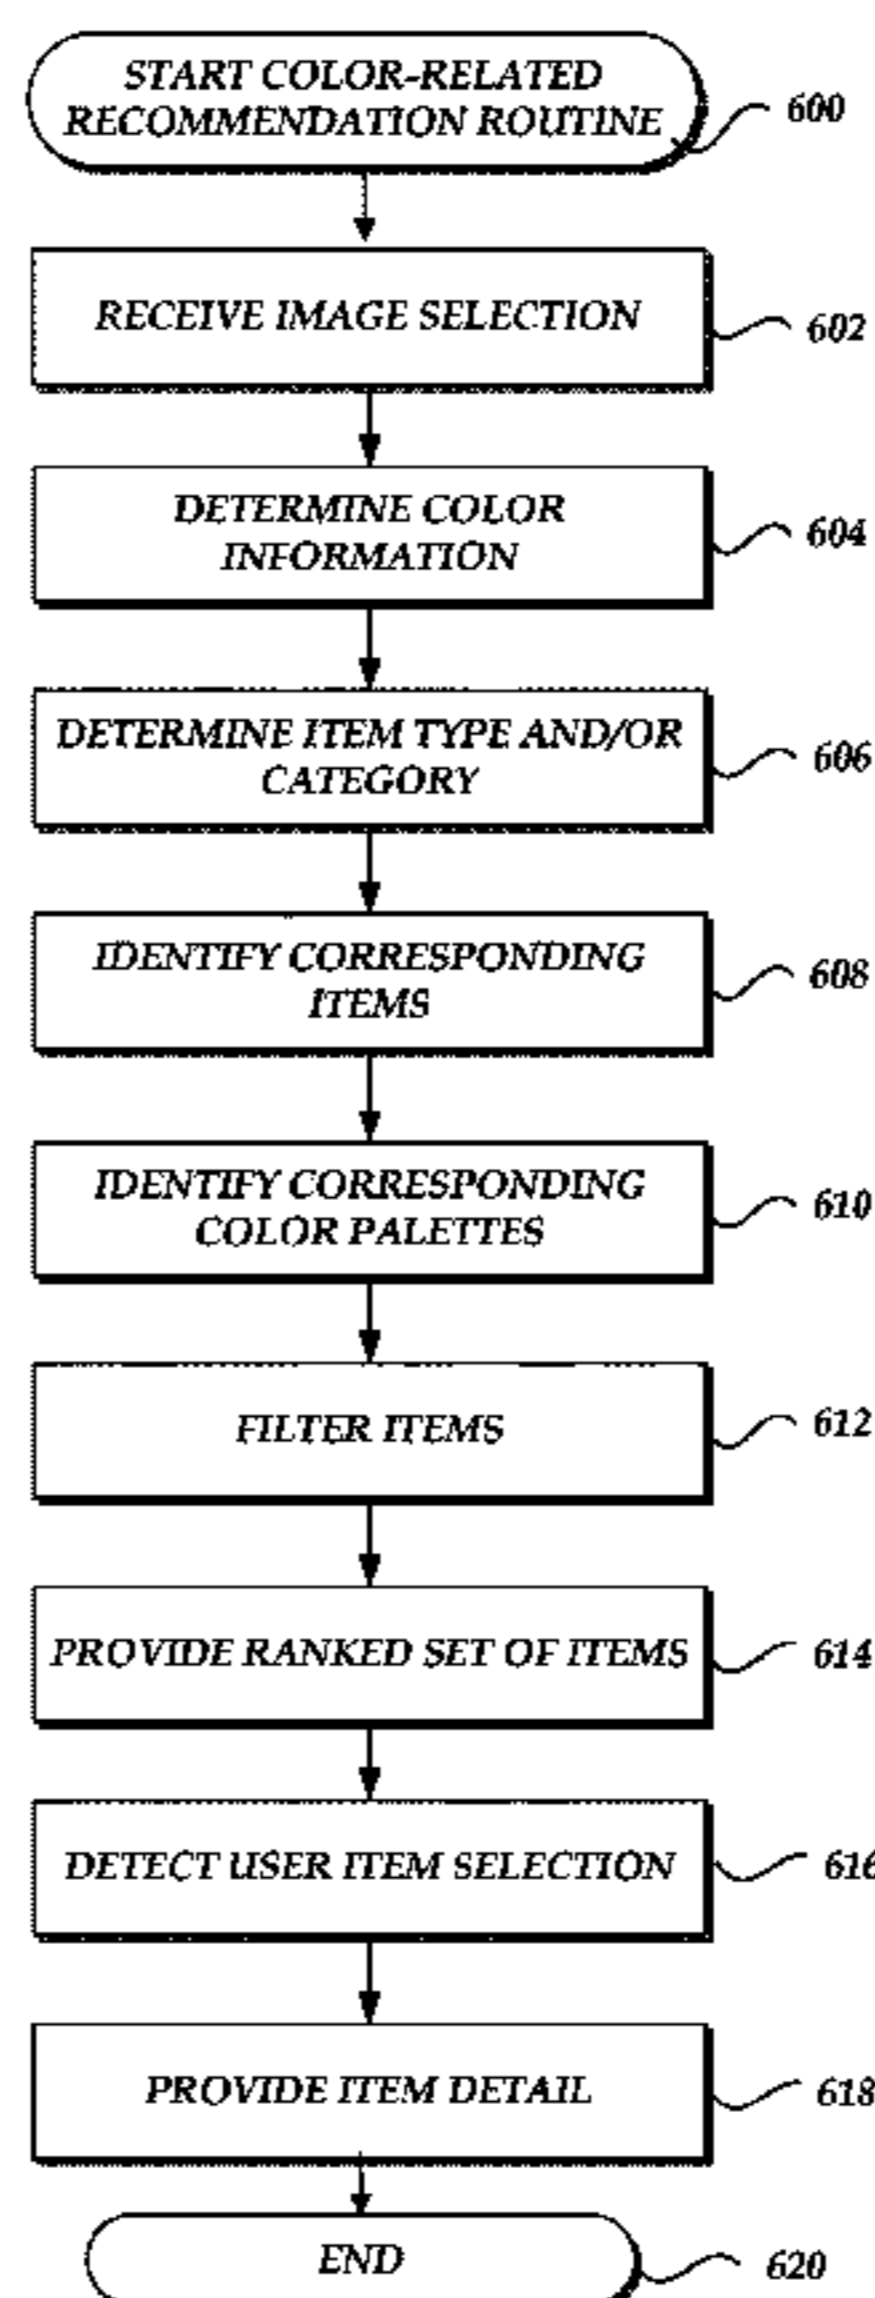 START COLOR-RELATED
RECOMMENDATION ROUTINE
600
RECEIVE IMAGE SELECTION
602
DETERMINE COLOR
INFORMATION
604
DETERMINE ITEM TYPE AND/OR
CATEGORY
606
IDENTIFY CORRESPONDING
ITEMS
608
IDENTIFY CORRESPONDING
COLOR PALETTES
610
FILTER ITEMS
612
PROVIDE RANKED SET OF ITEMS
614
DETECT USER ITEM SELECTION
616
PROVIDE ITEM DETAIL
618
END
620